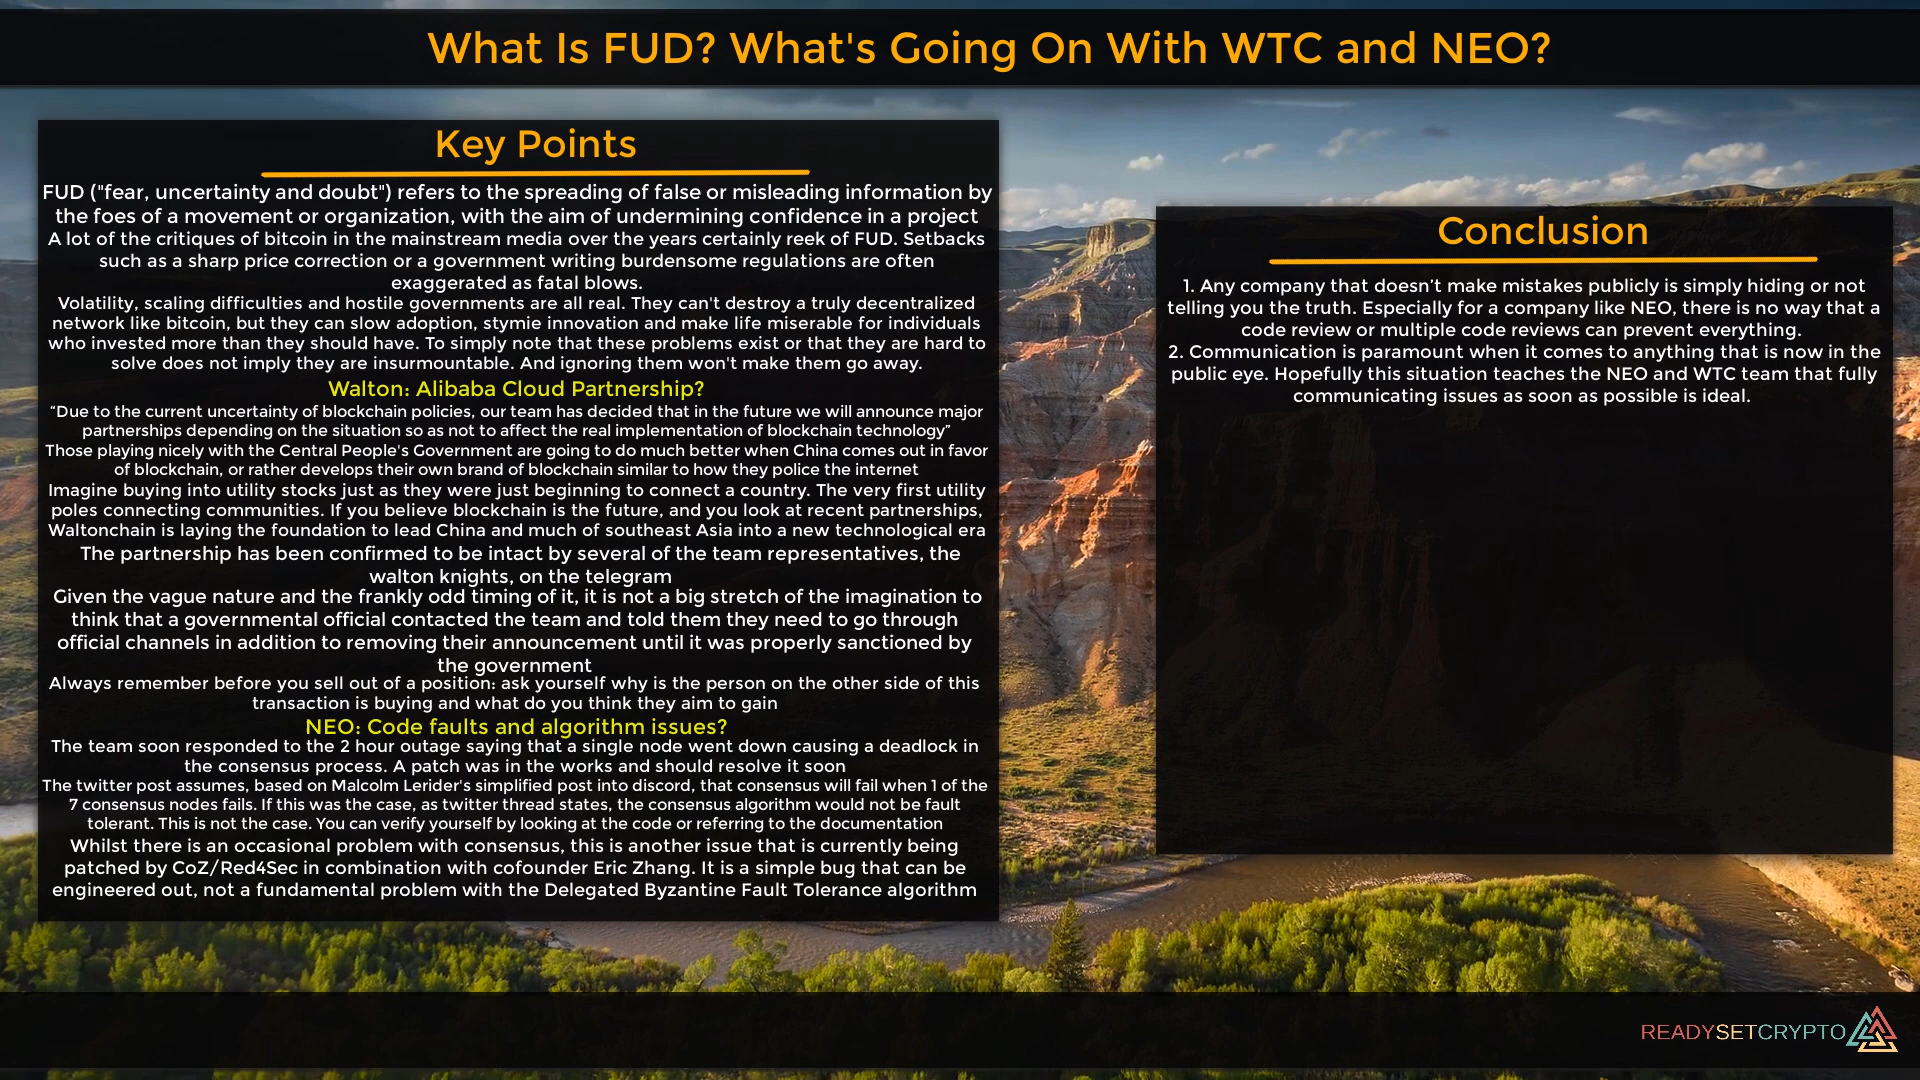 What Is FUD? What's Going On With WTC and NEO?
Key Points
FUD ("fear, uncertainty and doubt") refers to the spreading of false or misleading information by
the foes of a movement or organization, with the aim of undermining confidence in a project
A lot of the critiques of bitcoin in the mainstream media over the years certainly reek of FUD. Setbacks
such as a sharp price correction or a government writing burdensome regulations are often
exaggerated as fatal blows.
Volatility, scaling difficulties and hostile governments are all real. They can't destroy a truly decentralized
network like bitcoin, but they can slow adoption, stymie innovation and make life miserable for individuals
who invested more than they should have. To simply note that these problems exist or that they are hard to
solve does not imply they are insurmountable. And ignoring them won't make them go away.
Walton: Alibaba Cloud Partnership?
“Due to the current uncertainty of blockchain policies, our team has decided that in the future we will announce major
partnerships depending on the situation so as not to affect the real implementation of blockchain technology”
Those playing nicely with the Central People's Government are going to do much better when China comes out in favor
of blockchain, or rather develops their own brand of blockchain similar to how they police the internet
Imagine buying into utility stocks just as they were just beginning to connect a country. The very first utility
poles connecting communities. If you believe blockchain is the future, and you look at recent partnerships,
Waltonchain is laying the foundation to lead China and much of southeast Asia into a new technological era
The partnership has been confirmed to be intact by several of the team representatives, the
walton knights, on the telegram
Given the vague nature and the frankly odd timing of it, it is not a big stretch of the imagination to
think that a governmental official contacted the team and told them they need to go through
official channels in addition to removing their announcement until it was properly sanctioned by
the government
Always remember before you sell out of a position: ask yourself why is the person on the other side of this
transaction is buying and what do you think they aim to gain
NEO: Code faults and algorithm issues?
The team soon responded to the 2 hour outage saying that a single node went down causing a deadlock in
the consensus process. A patch was in the works and should resolve it soon
The twitter post assumes, based on Malcolm Lerider's simplified post into discord, that consensus will fail when 1 of the
7 consensus nodes fails. If this was the case, as twitter thread states, the consensus algorithm would not be fault
tolerant. This is not the case. You can verify yourself by looking at the code or referring to the documentation
Whilst there is an occasional problem with consensus, this is another issue that is currently being
patched by CoZ/Red4Sec in combination with cofounder Eric Zhang. It is a simple bug that can be
engineered out, not a fundamental problem with the Delegated Byzantine Fault Tolerance algorithm
Conclusion
1. Any company that doesn’t make mistakes publicly is simply hiding or not
telling you the truth. Especially for a company like NEO, there is no way that a
code review or multiple code reviews can prevent everything.
2. Communication is paramount when it comes to anything that is now in the
public eye. Hopefully this situation teaches the NEO and WTC team that fully
communicating issues as soon as possible is ideal.
READYSETCRYPTO